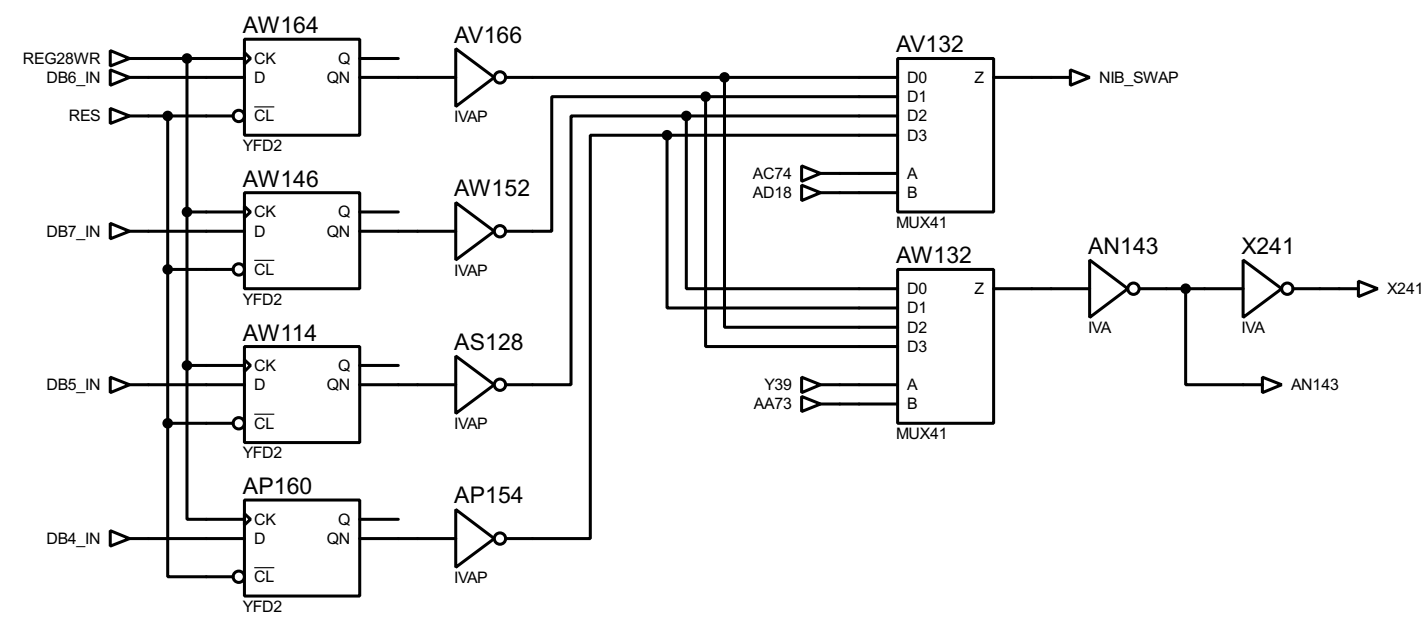 AW164
REG28WR
CK
Q
DB6_IN
D
QN
RES
CL
YFD2
AV166
IVAP
AV132
D0
Z
D1
D2
D3
AC74
A
AD18
B
MUX41
NIB_SWAP
AW146
CK
Q
DB7_IN
D
QN
CL
YFD2
AW152
IVAP
AW132
D0
Z
D1
D2
D3
Y39
A
AA73
B
MUX41
AN143
IVA
X241
IVA
X241
AN143
AW114
CK
Q
DB5_IN
D
QN
CL
YFD2
AS128
IVAP
AP160
CK
Q
DB4_IN
D
QN
CL
YFD2
AP154
IVAP